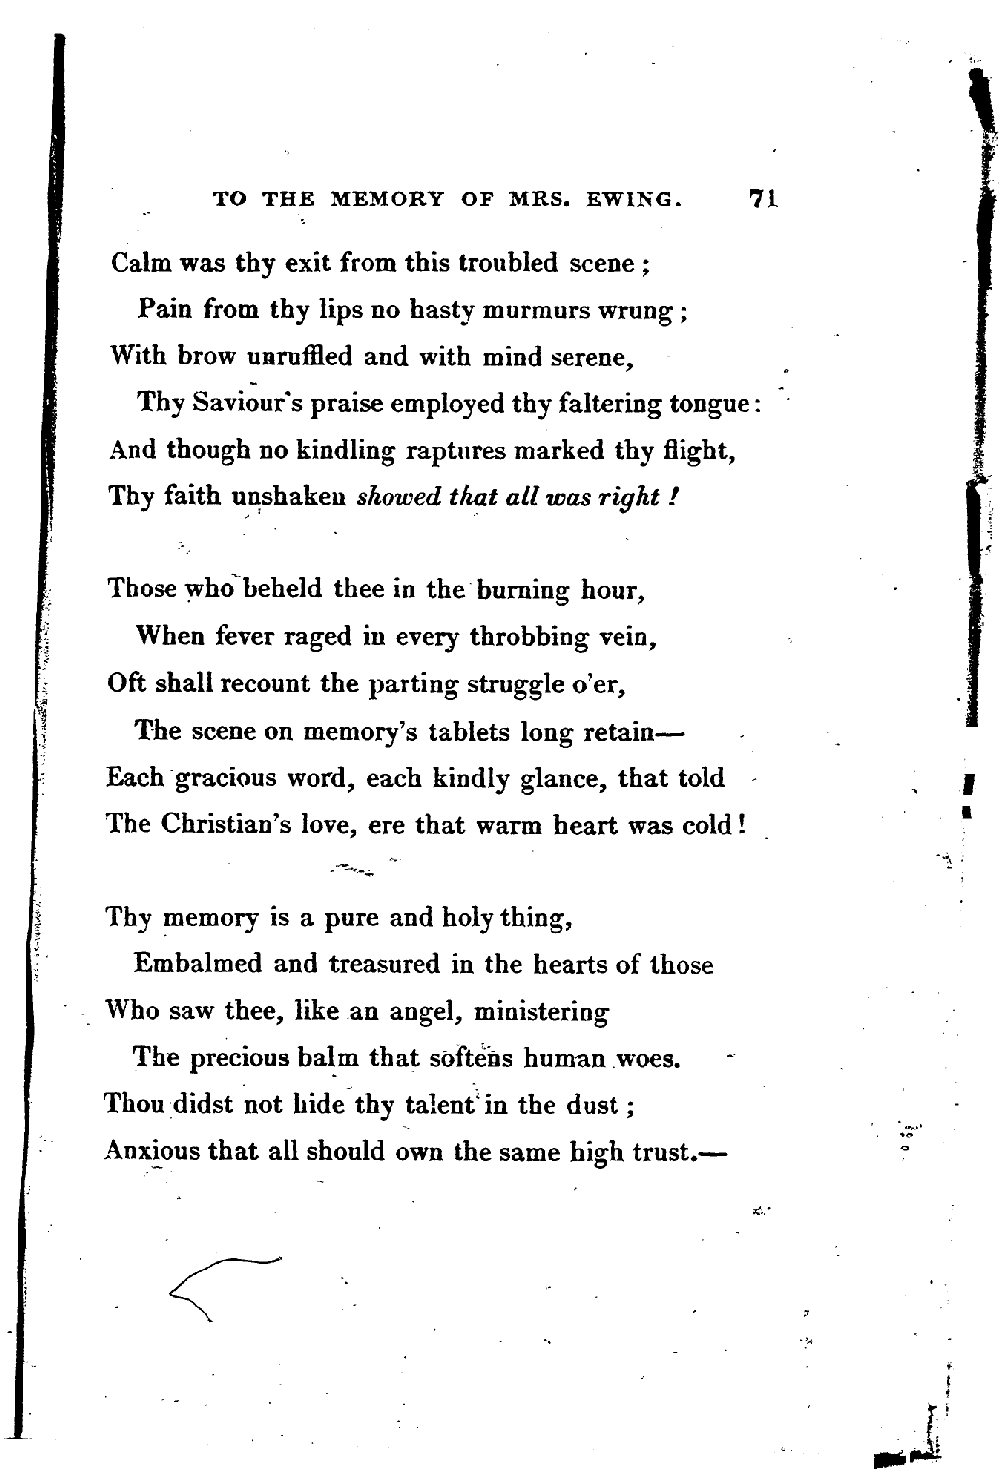 TO THE MEMORY OF MRS. EWING. 71
Calm was thy exit from this troubled scene ;
Pain from thy lips no hasty murmurs wrung ;
With brow unruffled and with mind serene,
Thy Saviour's praise employed thy faltering tongue :
And though no kindling raptures marked thy flight,
Thy faith unshaken showed that all was right !
Those who beheld thee in the burning hour,
When fever raged in every throbbing vein,
Oft shall recount the parting struggle o'er,
The scene on memory's tablets long retain—
Each gracious word, each kindly glance, that told
The Christian's love, ere that warm heart was cold !
Thy memory is a pure and holy thing,
Embalmed and treasured in the hearts of those
Who saw thee, like an angel, ministering
The precious balm that softens human woes.
Thou didst not hide thy talent in the dust ;
Anxious that all should own the same high trust.—